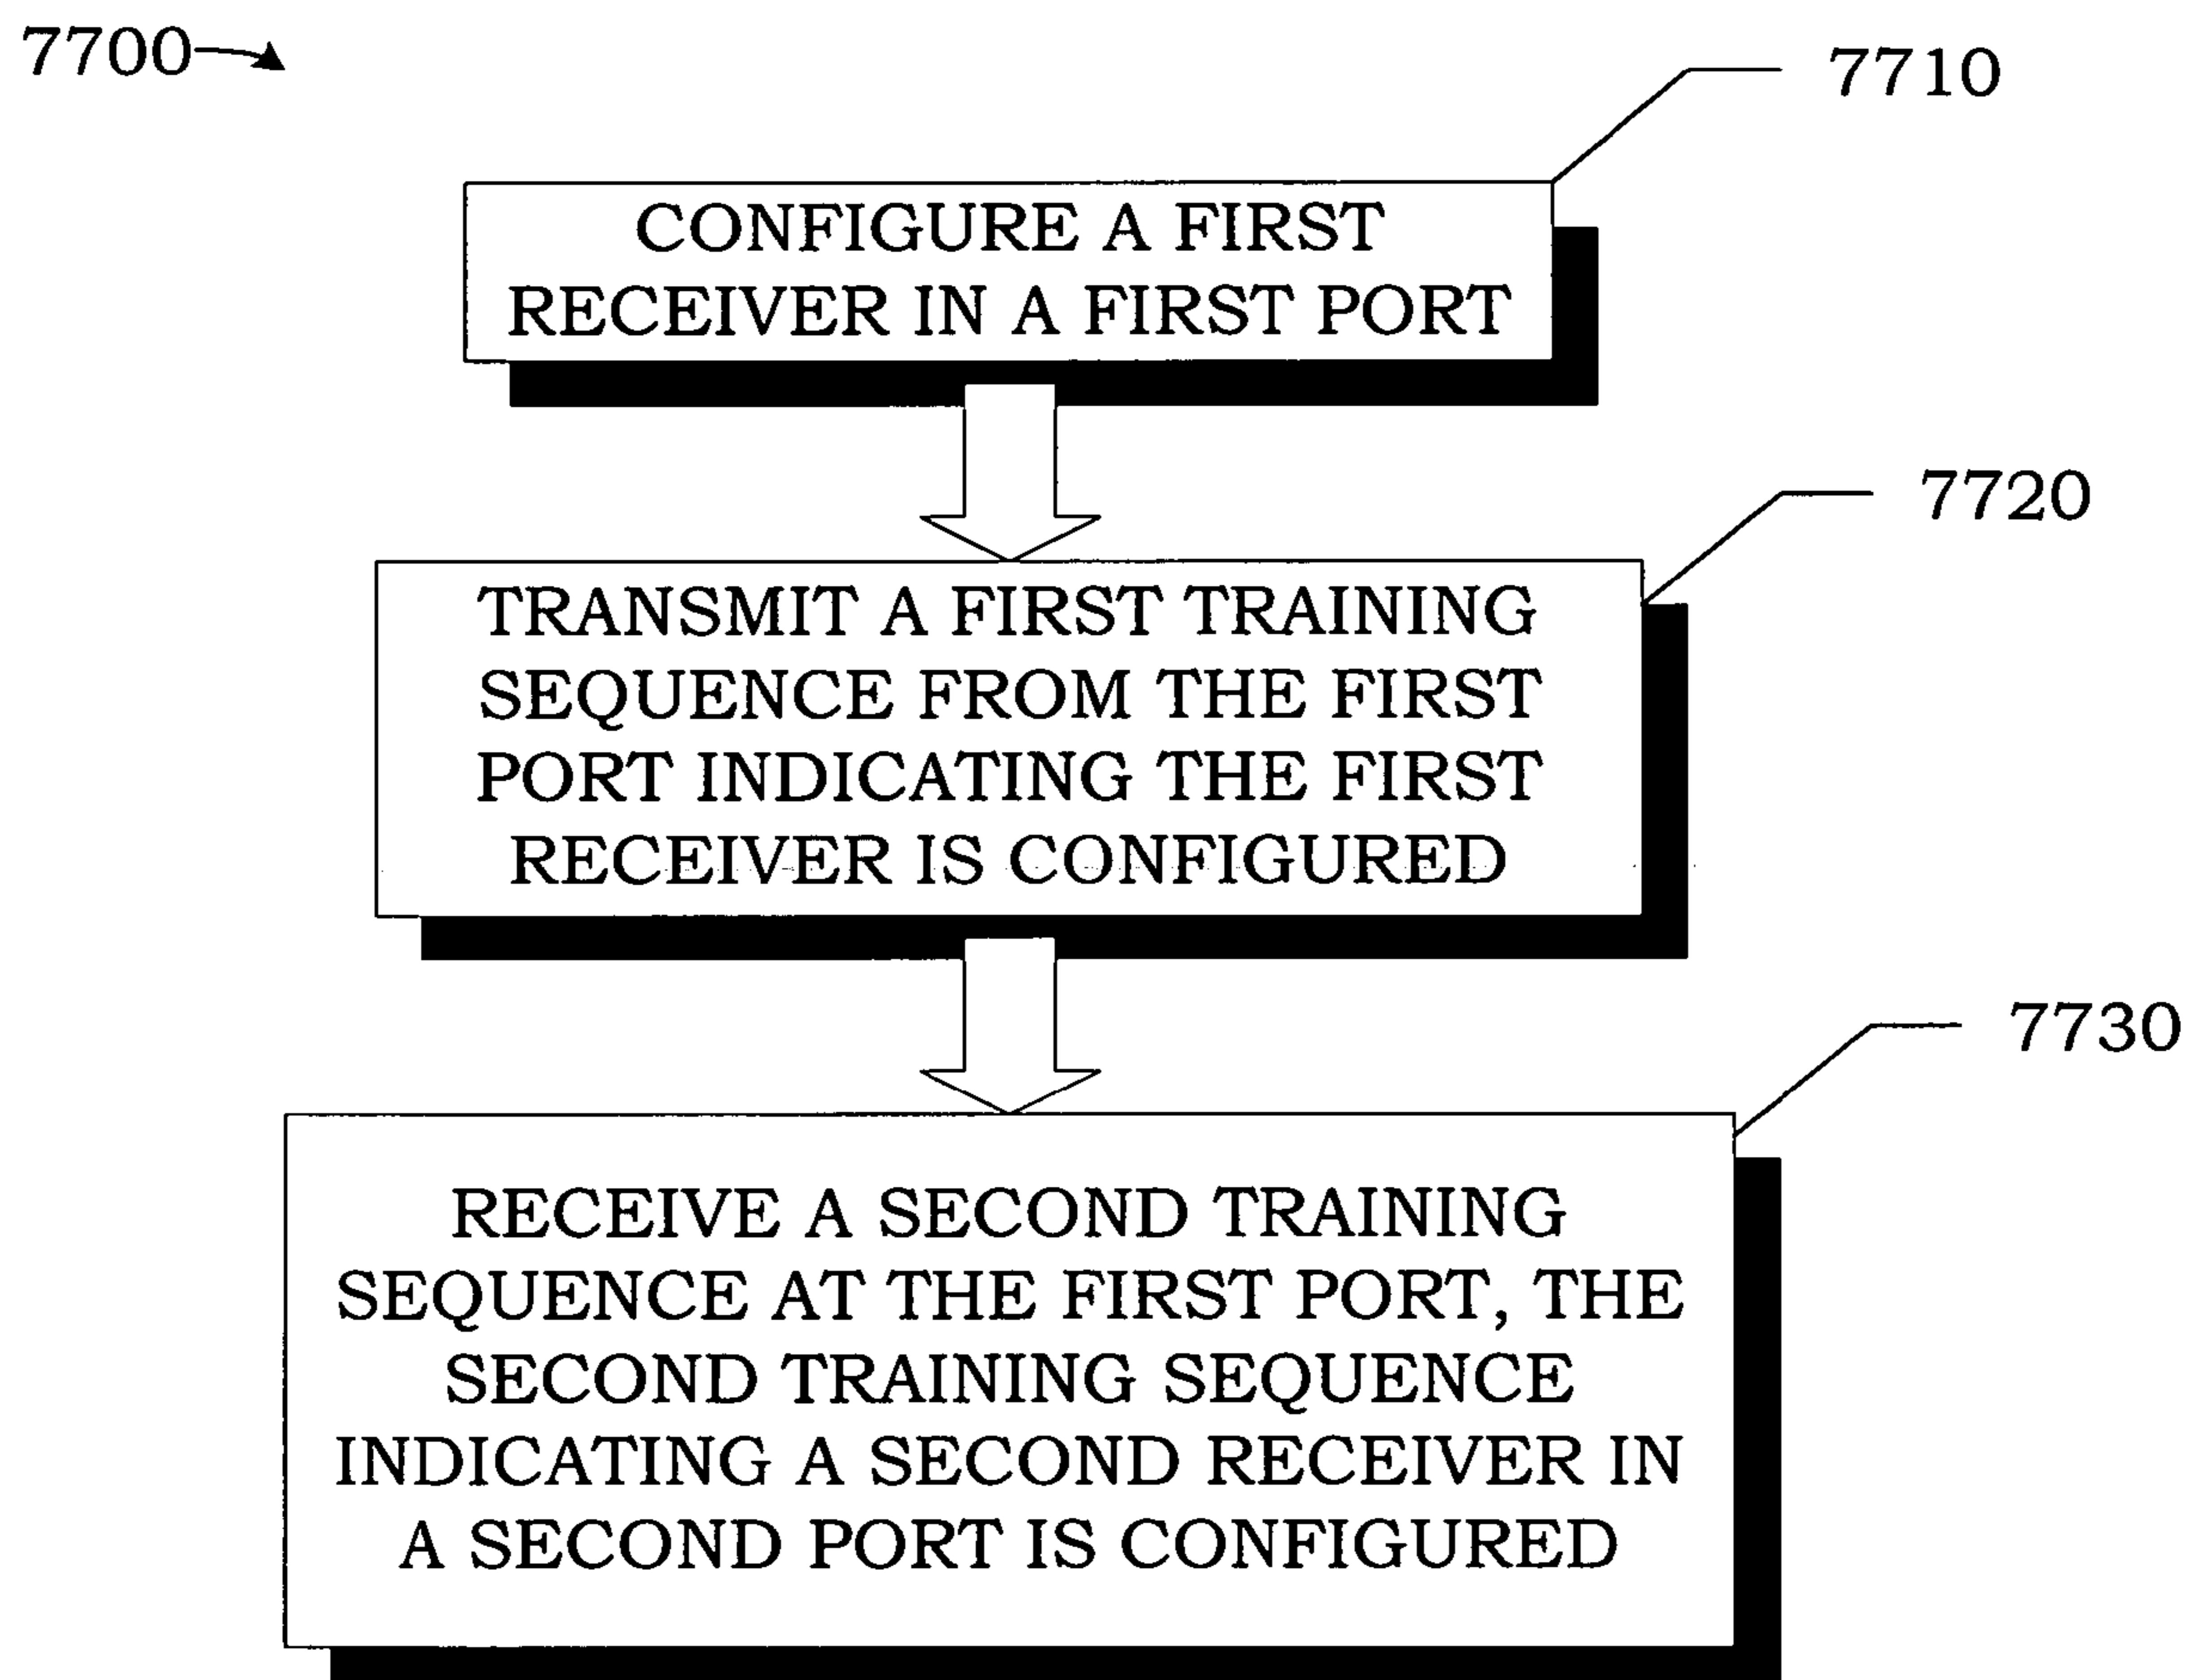 7700
7710
CONFIGURE A FIRST
RECEIVER IN A FIRST PORT
7720
TRANSMIT A FIRST TRAINING
SEQUENCE FROM THE FIRST
PORT INDICATING THE FIRST
RECEIVER IS CONFIGURED
7730
RECEIVE A SECOND TRAINING
SEQUENCE AT THE FIRST PORT, THE
SECOND TRAINING SEQUENCE
INDICATING A SECOND RECEIVER IN
A SECOND PORT IS CONFIGURED